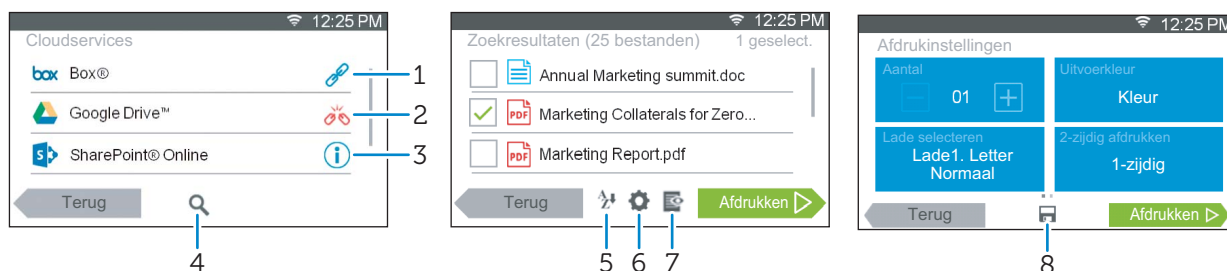 12:25 PM
Cloudservices
box Box®
Google Drive™
S SharePoint® Online
Terug
1
2
3
4
12:25 PM
Zoekresultaten (25 bestanden) 1 geselect.
Annual Marketing summit.doc
PDF Marketing Collaterals for Zero...
PDF Marketing Report.pdf
Terug
Afdrukken
5 6 7
12:25 PM
Afdrukinstellingen
Aantal
01
Uitvoerkleur
Kleur
Lade selecteren
Lade1. Letter
Normaal
2-zijdig afdrukken
1-zijdig
Terug
Afdrukken
8